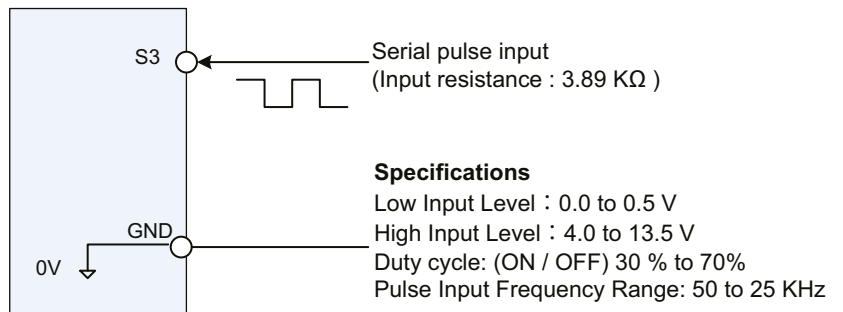 S3
Serial pulse input
(Input resistance : 3.89 KΩ )
Specifications
Low Input Level：0.0 to 0.5 V
GND
High Input Level：4.0 to 13.5 V
0V
Duty cycle: (ON / OFF) 30 % to 70%
Pulse Input Frequency Range: 50 to 25 KHz